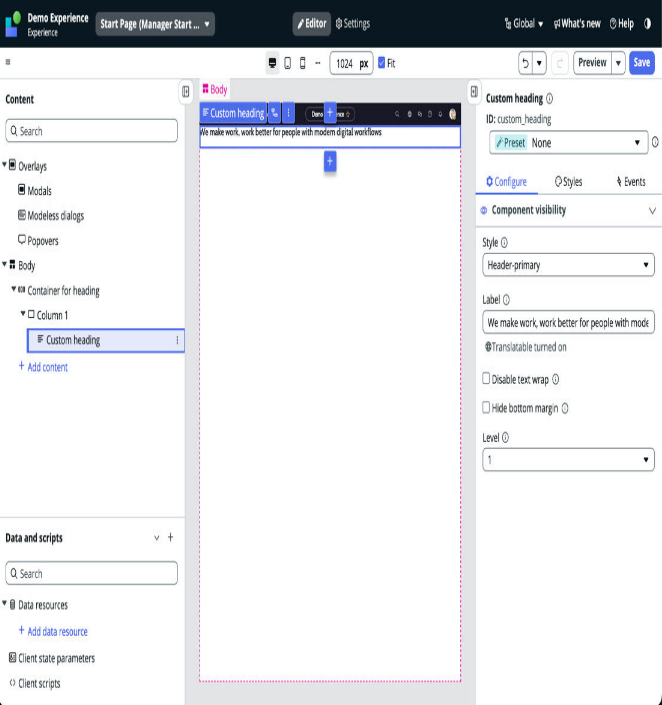 Demo Experience
Experience
Start Page (Manager Start ...
Editor
Settings
Global
What's new
Help
1024 px
Fit
Preview
Save
Content
Search
Overlays
Modals
Modeless dialogs
Popovers
Body
Container for heading
Column 1
Custom heading
+ Add content
Data and scripts
Search
Data resources
+ Add data resource
Client state parameters
Client scripts
Body
Custom heading
We make work, work better for people with modern digital workflows
Custom heading
ID: custom_heading
Preset None
Configure
Styles
Events
Component visibility
Style
Header-primary
Label
We make work, work better for people with mode
Translatable turned on
Disable text wrap
Hide bottom margin
Level
1